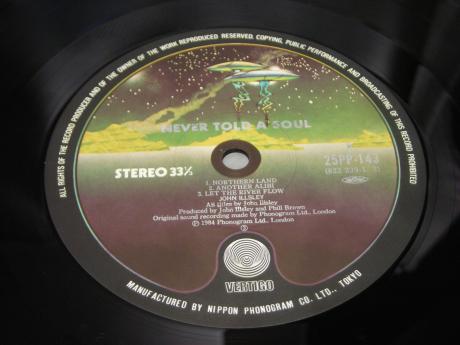 ALL RIGHTS OF THE RECORD PRODUCER AND OF THE OWNER OF THE WORK REPRODUCED RESERVED. COPYING, PUBLIC PERFORMANCE AND BROADCASTING OF THIS RECORD PROHIBITED
NEVER TOLD A SOUL
STEREO 33⅓
25PP-143
1. NORTHERN LAND
2. ANOTHER ALIBI
3. LET THE RIVER FLOW
JOHN ILLSLEY
As titles by John Illsley
Produced by John Illsley and Phill Brown
Original sound recording made by Phonogram Ltd., London
Ⓟ 1984 Phonogram Ltd., London
VERTIGO
MANUFACTURED BY NIPPON PHONOGRAM CO. LTD., TOKYO